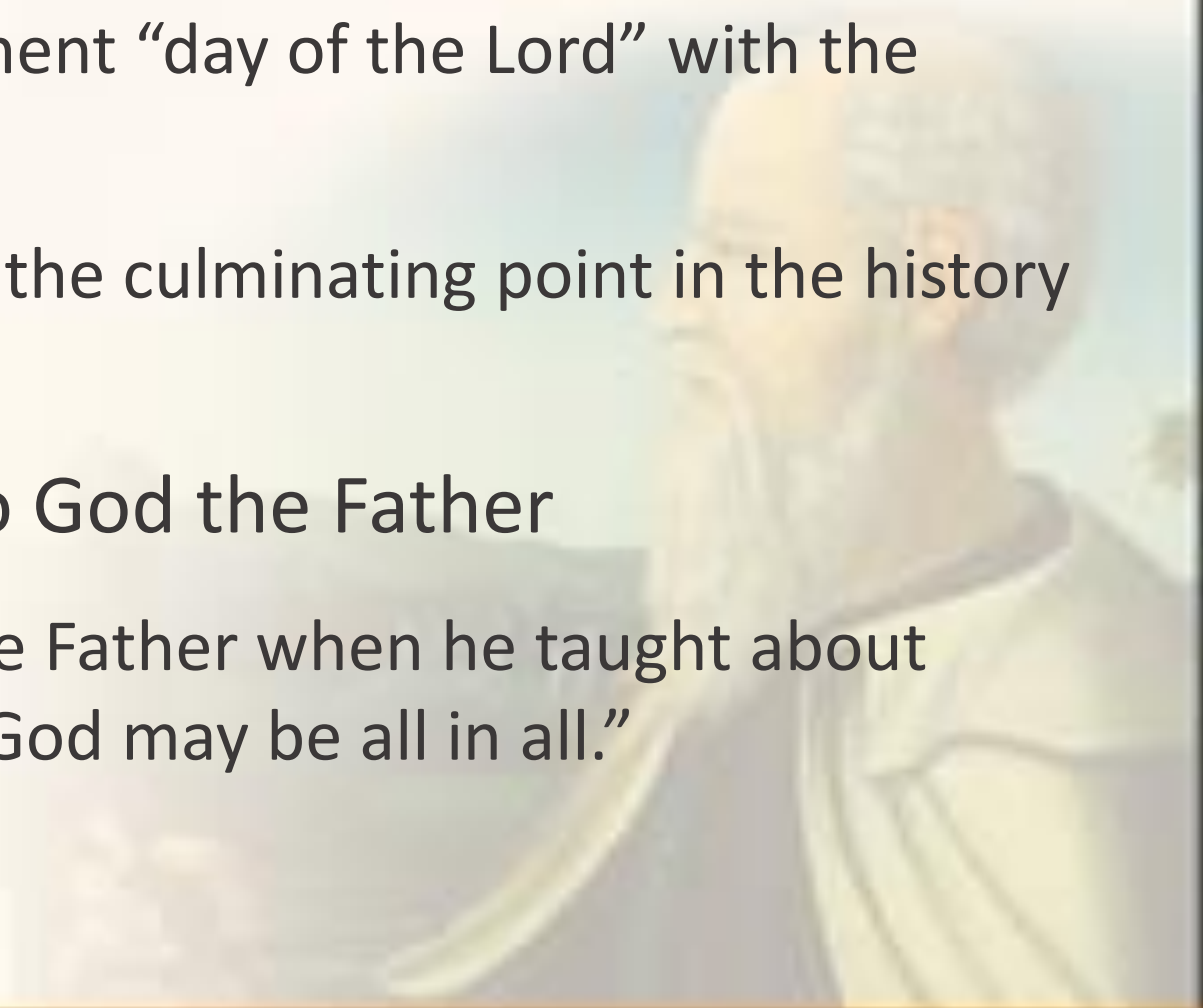 nent “day of the Lord” with the
the culminating point in the history
o God the Father
e Father when he taught about
God may be all in all.”